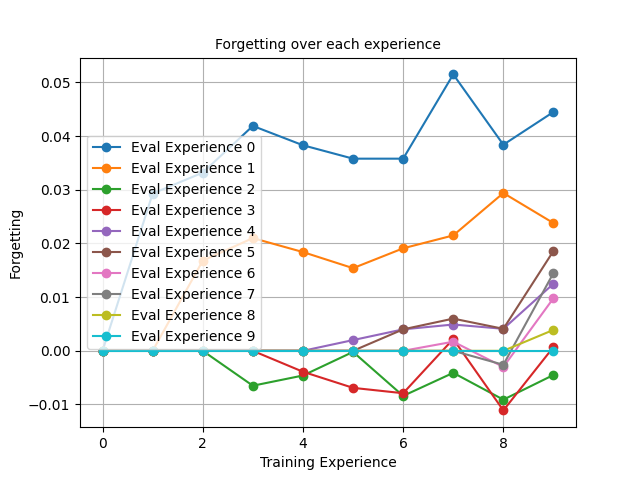 Forgetting over each experience
Forgetting
0.05
0.04
0.03
0.02
0.01
0.00
−0.01
Eval Experience 0
Eval Experience 1
Eval Experience 2
Eval Experience 3
Eval Experience 4
Eval Experience 5
Eval Experience 6
Eval Experience 7
Eval Experience 8
Eval Experience 9
0 2 4 6 8
Training Experience